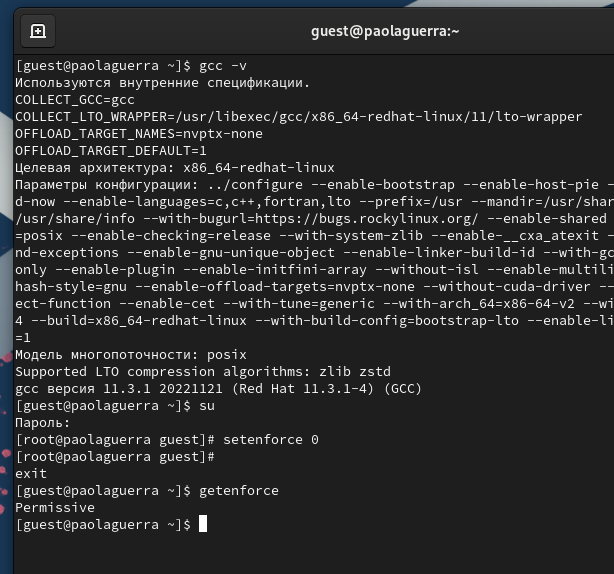 guest@paolaguerra:~
[guest@paolaguerra ~]$ gcc -v
Используются внутренние спецификации.
COLLECT_GCC=gcc
COLLECT_LTO_WRAPPER=/usr/libexec/gcc/x86_64-redhat-linux/11/lto-wrapper
OFFLOAD_TARGET_NAMES=nvptx-none
OFFLOAD_TARGET_DEFAULT=1
Целевая архитектура: x86_64-redhat-linux
Параметры конфигурации: ../configure --enable-bootstrap --enable-host-pie -
d-now --enable-languages=c,c++,fortran,lto --prefix=/usr --mandir=/usr/shar
/usr/share/info --with-bugurl=https://bugs.rockylinux.org/ --enable-shared
=posix --enable-checking=release --with-system-zlib --enable-__cxa_atexit -
nd-exceptions --enable-gnu-unique-object --enable-linker-build-id --with-gc
only --enable-plugin --enable-initfini-array --without-isl --enable-multili
hash-style=gnu --enable-offload-targets=nvptx-none --without-cuda-driver --
ect-function --enable-cet --with-tune=generic --with-arch_64=x86-64-v2 --wi
4 --build=x86_64-redhat-linux --with-build-config=bootstrap-lto --enable-li
=1
Модель многопоточности: posix
Supported LTO compression algorithms: zlib zstd
gcc версия 11.3.1 20221121 (Red Hat 11.3.1-4) (GCC)
[guest@paolaguerra ~]$ su
Пароль:
[root@paolaguerra guest]# setenforce 0
[root@paolaguerra guest]#
exit
[guest@paolaguerra ~]$ getenforce
Permissive
[guest@paolaguerra ~]$